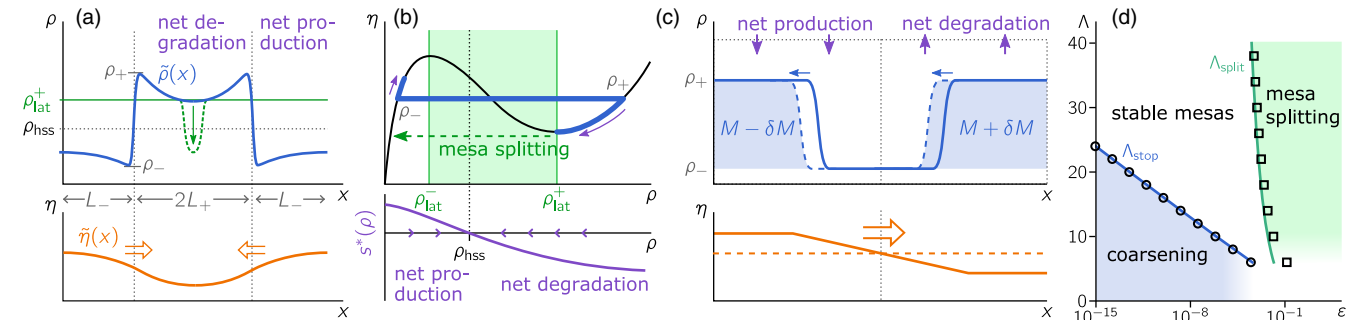 (a)
ρ
net de-
gradation
net pro-
duction
ρ₊
ρ̃(x)
ρ⁺lat
ρhss
ρ₋
x
L₋
2L₊
L₋
η
η̃(x)
x
(b)
η
ρ₊
ρ₋
mesa splitting
ρ
ρ⁻lat
ρ⁺lat
s*(ρ)
ρ
ρhss
net pro-
duction
net degradation
(c)
ρ
net production
net degradation
ρ₊
M − δM
M + δM
ρ₋
x
η
x
(d)
Λ
40
Λsplit
mesa
splitting
stable mesas
30
Λstop
20
10
coarsening
0
10⁻¹⁵
10⁻⁸
10⁻¹
ε